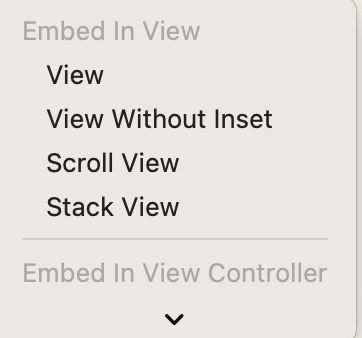 Embed In View
View
View Without Inset
Scroll View
Stack View
Embed In View Controller